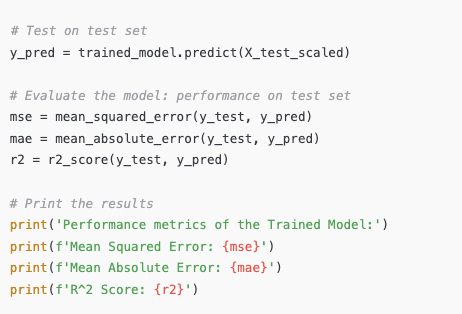 # Test on test set
y_pred = trained_model.predict(X_test_scaled)
# Evaluate the model: performance on test set
mse = mean_squared_error(y_test, y_pred)
mae = mean_absolute_error(y_test, y_pred)
r2 = r2_score(y_test, y_pred)
# Print the results
print('Performance metrics of the Trained Model:')
print(f'Mean Squared Error: {mse}')
print(f'Mean Absolute Error: {mae}')
print(f'R^2 Score: {r2}')